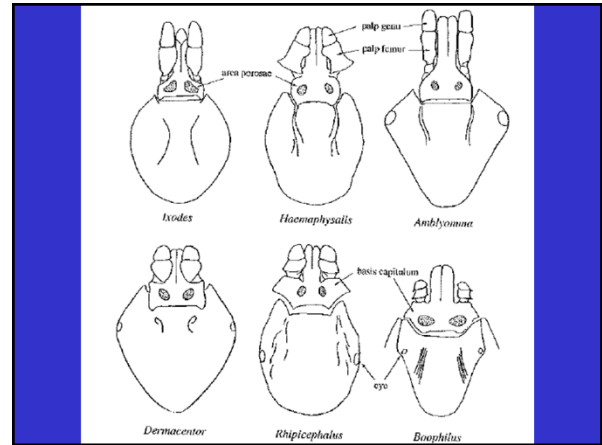 palp genu
palp femur
area porosae
Ixodes
Haemaphysalis
Amblyomma
basis capitulum
eye
Dermacentor
Rhipicephalus
Boophilus